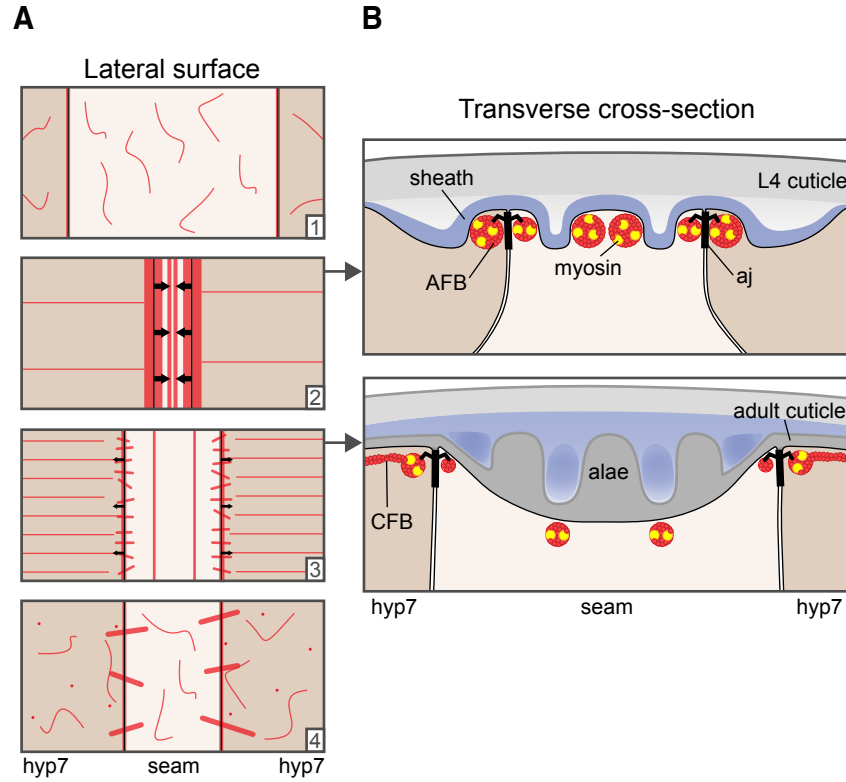 A
Lateral surface
1
2
3
4
hyp7 seam hyp7
B
Transverse cross-section
sheath
L4 cuticle
AFB
myosin
aj
adult cuticle
alae
CFB
hyp7 seam hyp7